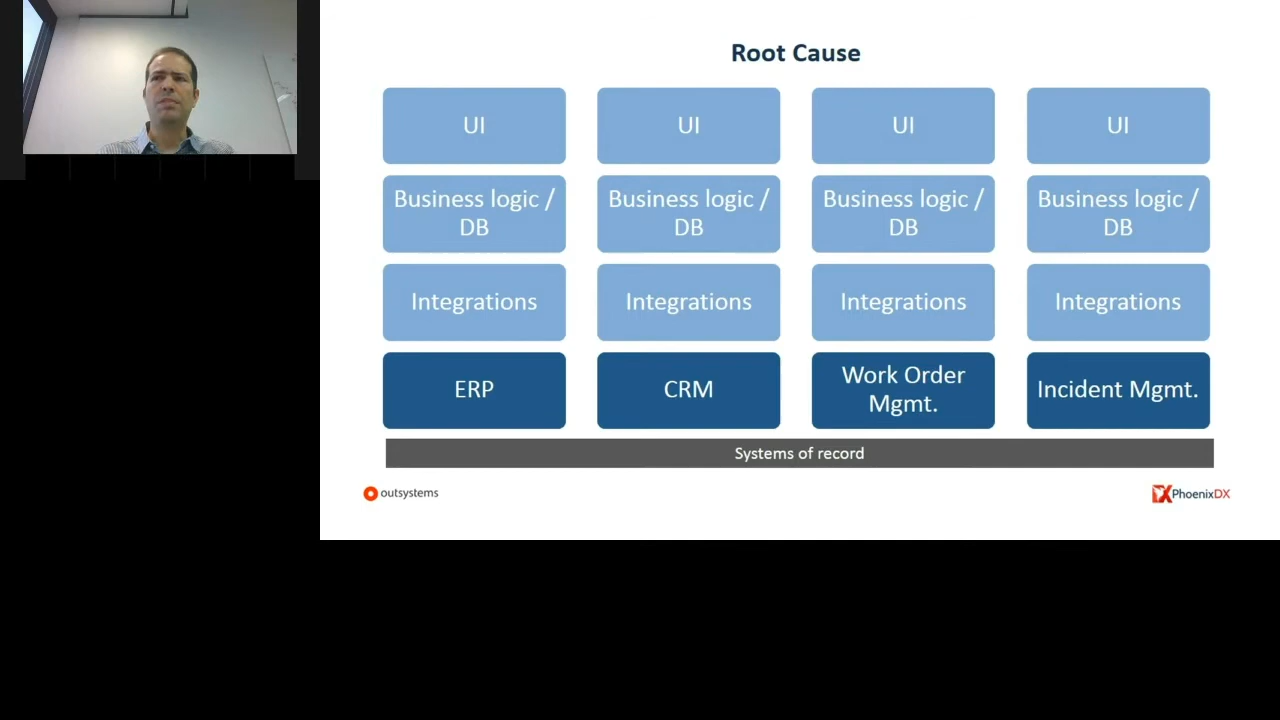 Root Cause
UI
UI
UI
UI
Business logic /
DB
Business logic /
DB
Business logic /
DB
Business logic /
DB
Integrations
Integrations
Integrations
Integrations
ERP
CRM
Work Order
Mgmt.
Incident Mgmt.
Systems of record
outsystems
PhoenixDX